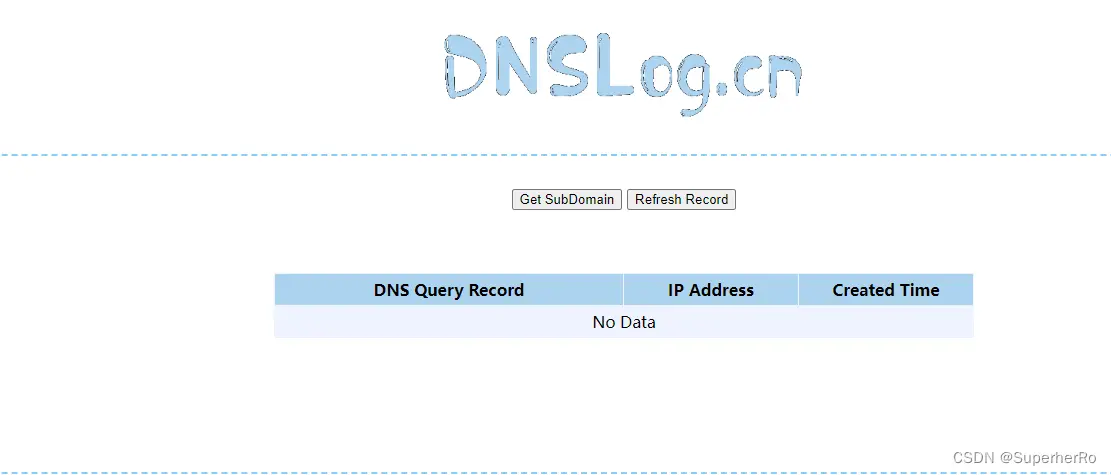 DNSLog.cn
Get SubDomain Refresh Record
DNS Query Record IP Address Created Time
No Data
CSDN @SuperherRo